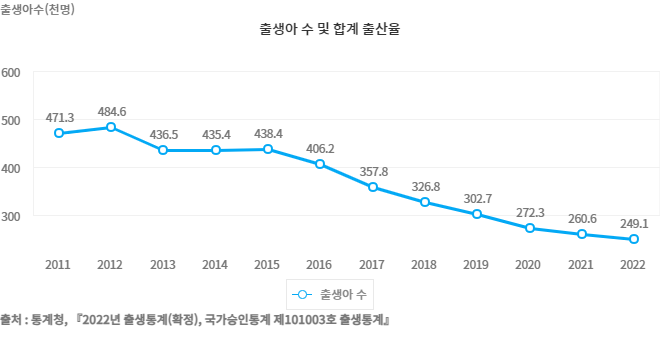 출생아수(천명)
출생아 수 및 합계 출산율
600
500
400
300
471.3 484.6 436.5 435.4 438.4 406.2 357.8 326.8 302.7 272.3 260.6 249.1
2011 2012 2013 2014 2015 2016 2017 2018 2019 2020 2021 2022
출생아 수
출처 : 통계청, 『2022년 출생통계(확정), 국가승인통계 제101003호 출생통계』